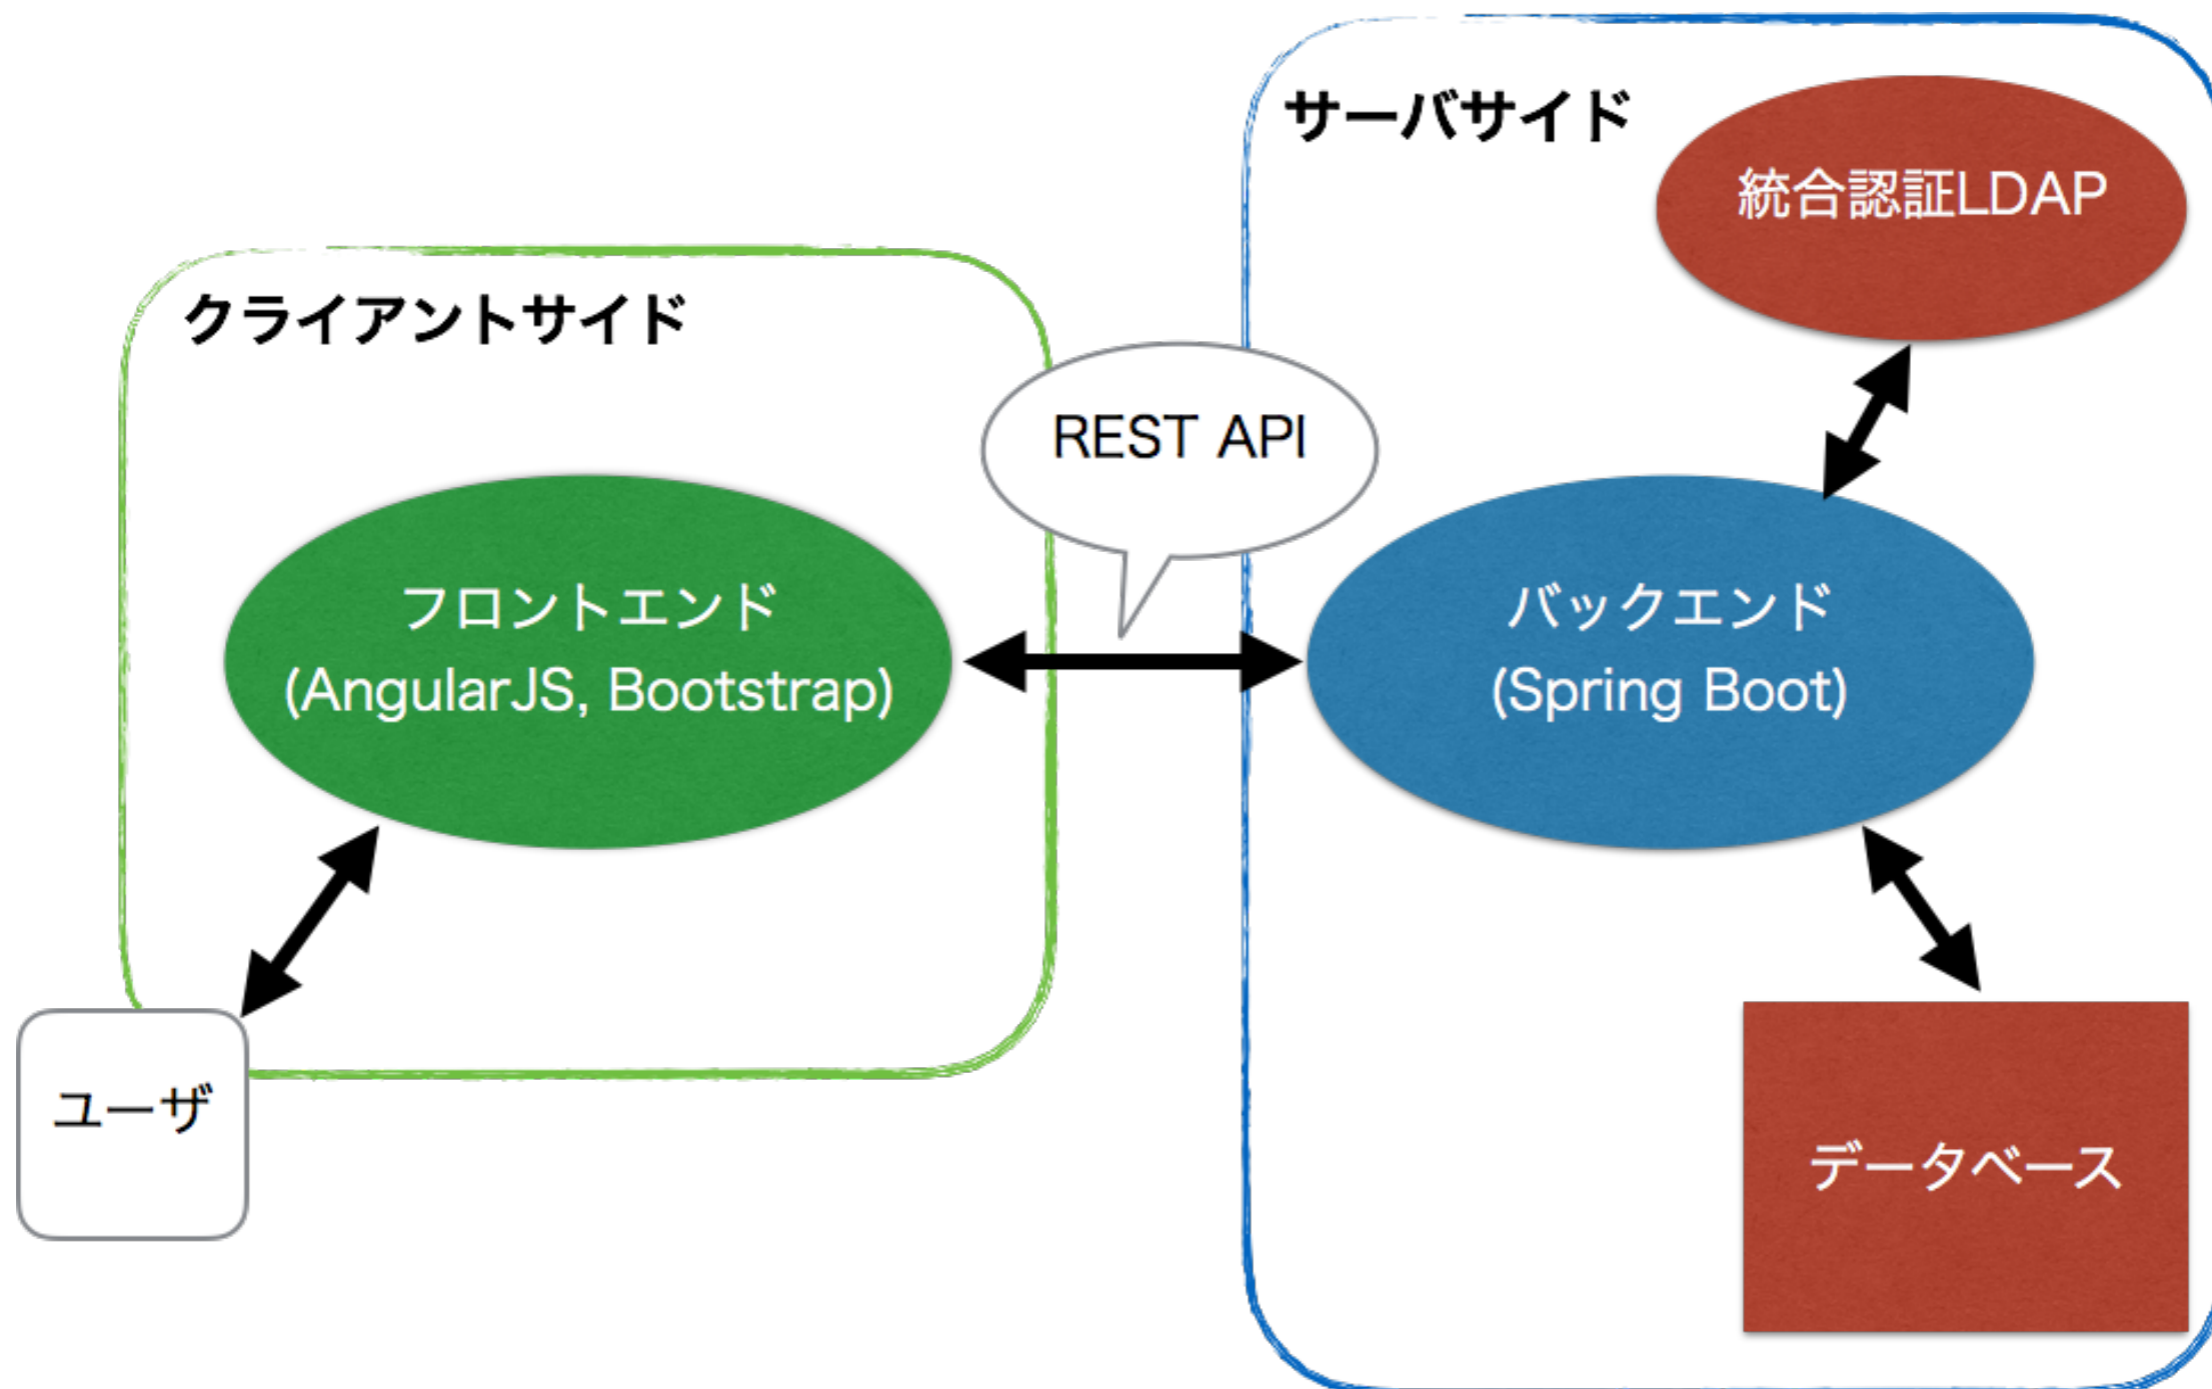 サーバサイド
統合認証LDAP
クライアントサイド
REST API
フロントエンド
(AngularJS, Bootstrap)
バックエンド
(Spring Boot)
ユーザ
データベース